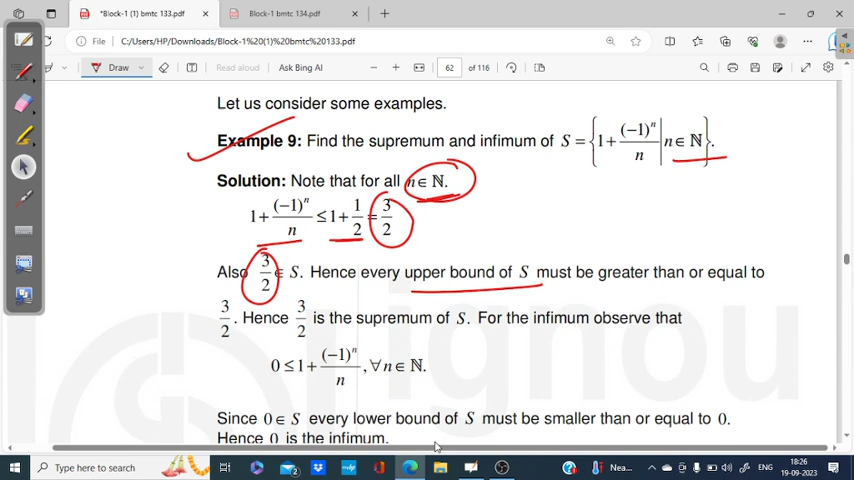 *Block-1 (1) bmtc 133.pdf
Block-1 bmtc 134.pdf
File C:/Users/HP/Downloads/Block-1%20(1)%20bmtc%20133.pdf
Draw Read aloud Ask Bing AI 62 of 116
Let us consider some examples.
Example 9: Find the supremum and infimum of S = {1 + (−1)ⁿ/n | n ∈ ℕ}.
Solution: Note that for all n ∈ ℕ.
1 + (−1)ⁿ/n ≤ 1 + 1/2 = 3/2
Also 3/2 ∈ S. Hence every upper bound of S must be greater than or equal to
3/2. Hence 3/2 is the supremum of S. For the infimum observe that
0 ≤ 1 + (−1)ⁿ/n, ∀ n ∈ ℕ.
Since 0 ∈ S every lower bound of S must be smaller than or equal to 0.
Hence 0 is the infimum.
ignou
Type here to search
Nea...
ENG
18:26
19-09-2023